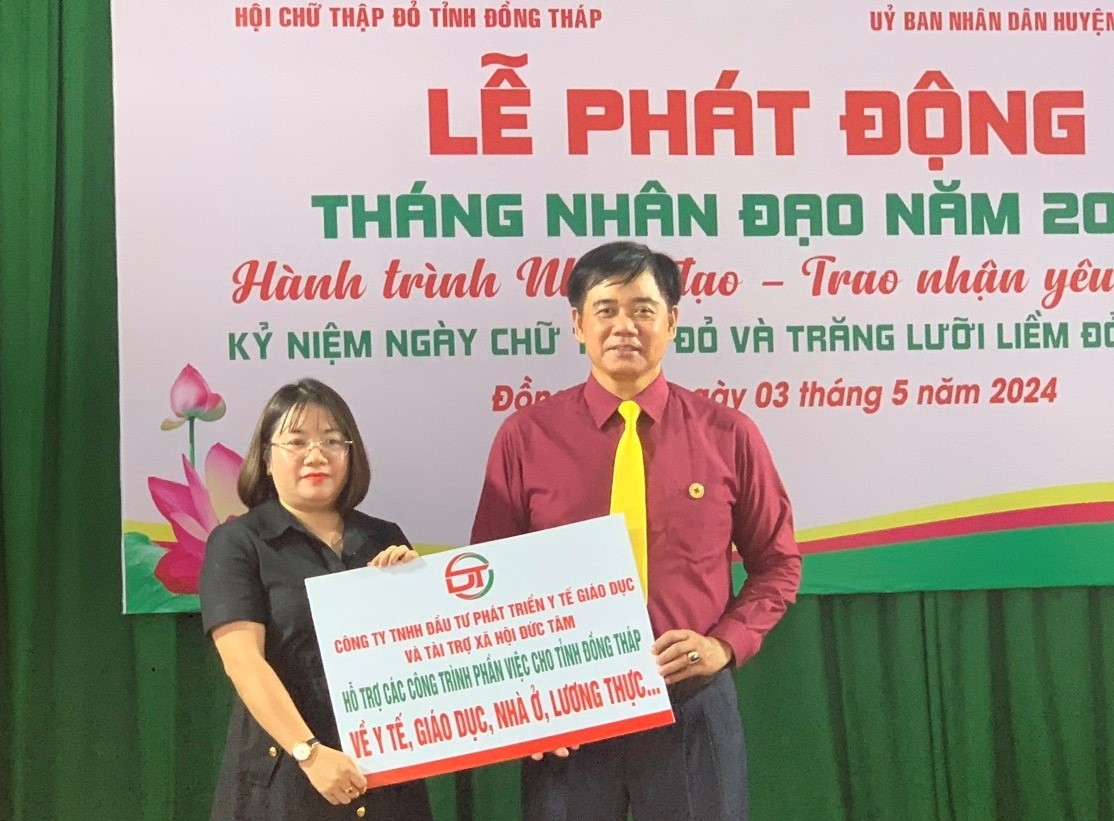 HỘI CHỮ THẬP ĐỎ TỈNH ĐỒNG THÁP
UỶ BAN NHÂN DÂN HUYỆN
LỄ PHÁT ĐỘNG
THÁNG NHÂN ĐẠO NĂM 20
Hành trình Nh đạo – Trao nhận yêu
KỶ NIỆM NGÀY CHỮ T ĐỎ VÀ TRĂNG LƯỠI LIỀM ĐỎ
Đồn gày 03 tháng 5 năm 2024
ĐT
CÔNG TY TNHH ĐẦU TƯ PHÁT TRIỂN Y TẾ GIÁO DỤC
VÀ TÀI TRỢ XÃ HỘI ĐỨC TÂM
HỖ TRỢ CÁC CÔNG TRÌNH PHẦN VIỆC CHO TỈNH ĐỒNG THÁP
VỀ Y TẾ, GIÁO DỤC, NHÀ Ở, LƯƠNG THỰC...